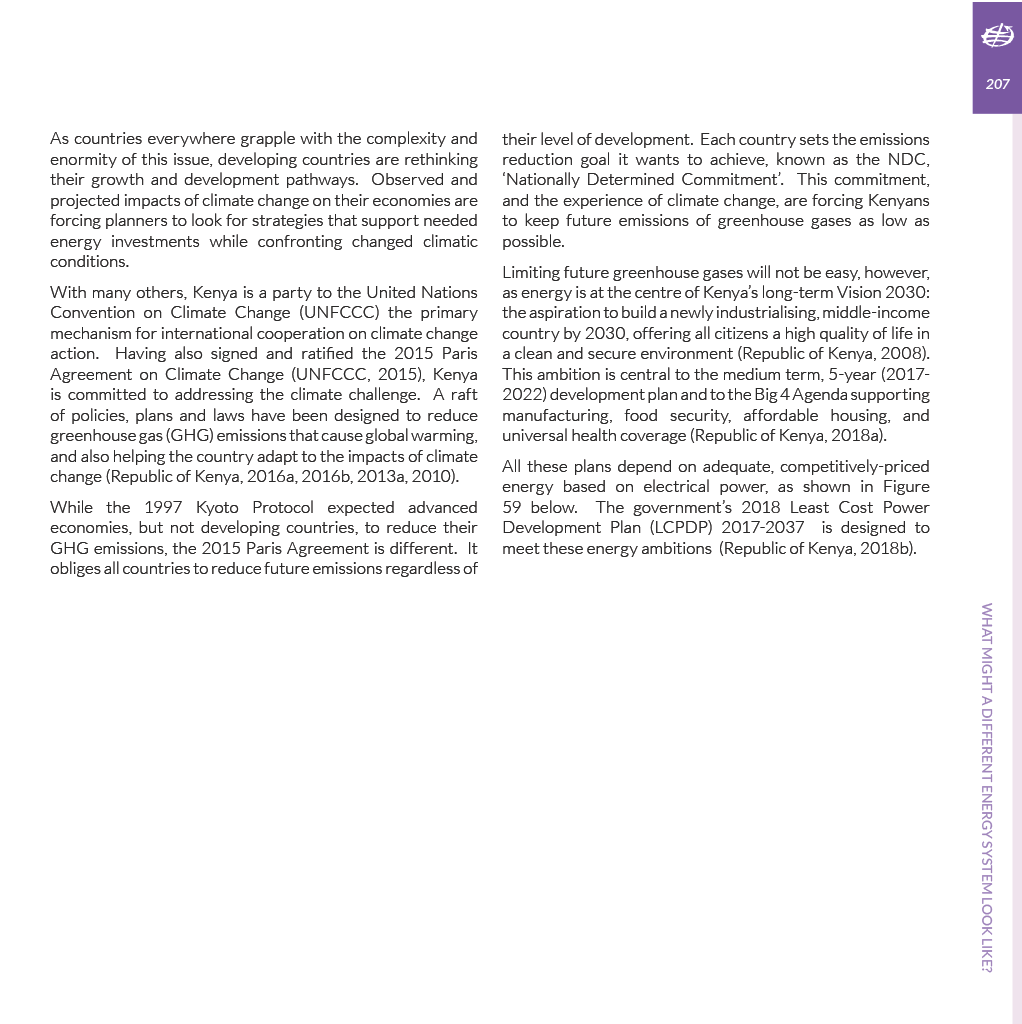 207
As countries everywhere grapple with the complexity and
enormity of this issue, developing countries are rethinking
their growth and development pathways.  Observed and
projected impacts of climate change on their economies are
forcing planners to look for strategies that support needed
energy investments while confronting changed climatic
conditions.
With many others, Kenya is a party to the United Nations
Convention on Climate Change (UNFCCC) the primary
mechanism for international cooperation on climate change
action.  Having also signed and ratified the 2015 Paris
Agreement on Climate Change (UNFCCC, 2015), Kenya
is committed to addressing the climate challenge.  A raft
of policies, plans and laws have been designed to reduce
greenhouse gas (GHG) emissions that cause global warming,
and also helping the country adapt to the impacts of climate
change (Republic of Kenya, 2016a, 2016b, 2013a, 2010).
While the 1997 Kyoto Protocol expected advanced
economies, but not developing countries, to reduce their
GHG emissions, the 2015 Paris Agreement is different.  It
obliges all countries to reduce future emissions regardless of
their level of development.  Each country sets the emissions
reduction goal it wants to achieve, known as the NDC,
‘Nationally Determined Commitment’.  This commitment,
and the experience of climate change, are forcing Kenyans
to keep future emissions of greenhouse gases as low as
possible.
Limiting future greenhouse gases will not be easy, however,
as energy is at the centre of Kenya’s long-term Vision 2030:
the aspiration to build a newly industrialising, middle-income
country by 2030, offering all citizens a high quality of life in
a clean and secure environment (Republic of Kenya, 2008).
This ambition is central to the medium term, 5-year (2017-
2022) development plan and to the Big 4 Agenda supporting
manufacturing, food security, affordable housing, and
universal health coverage (Republic of Kenya, 2018a).
All these plans depend on adequate, competitively-priced
energy based on electrical power, as shown in Figure
59 below.  The government’s 2018 Least Cost Power
Development Plan (LCPDP) 2017-2037  is designed to
meet these energy ambitions  (Republic of Kenya, 2018b).
WHAT MIGHT A DIFFERENT ENERGY SYSTEM LOOK LIKE?